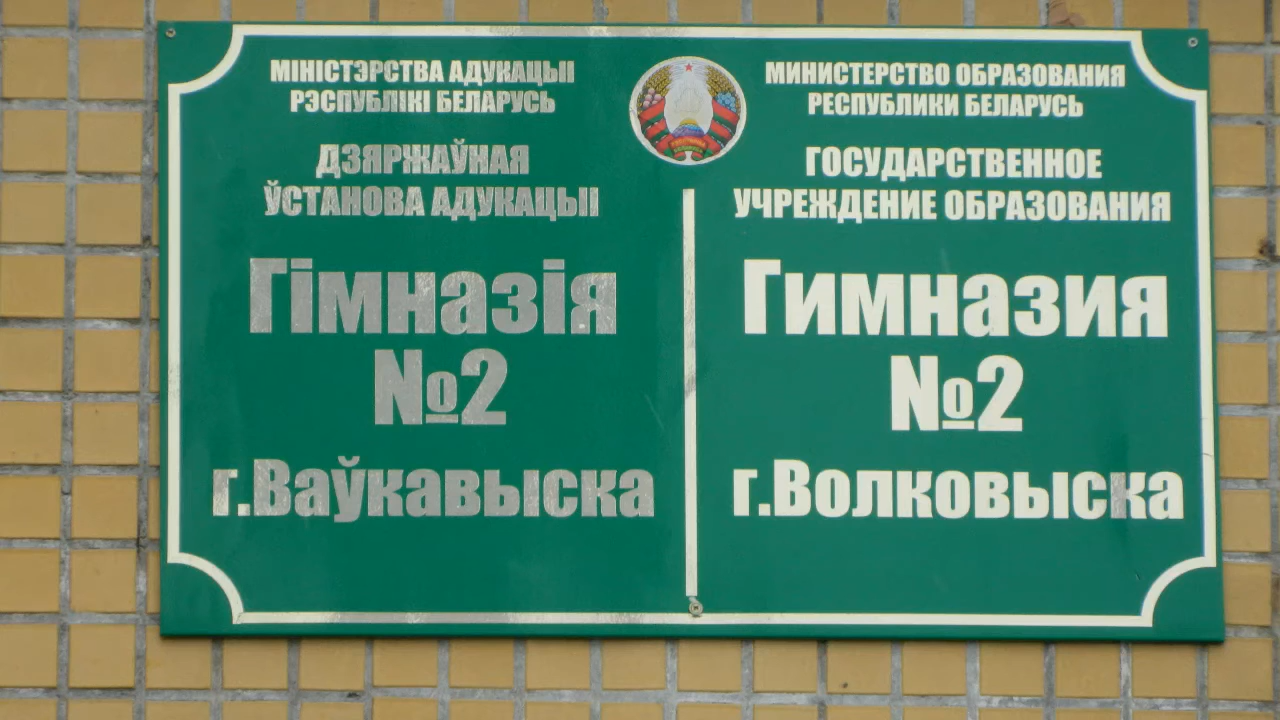 МІНІСТЭРСТВА АДУКАЦЫІ
РЭСПУБЛІКІ БЕЛАРУСЬ
ДЗЯРЖАЎНАЯ
ЎСТАНОВА АДУКАЦЫІ
Гімназія
№2
г.Ваўкавыска
МИНИСТЕРСТВО ОБРАЗОВАНИЯ
РЕСПУБЛИКИ БЕЛАРУСЬ
ГОСУДАРСТВЕННОЕ
УЧРЕЖДЕНИЕ ОБРАЗОВАНИЯ
Гимназия
№2
г.Волковыска